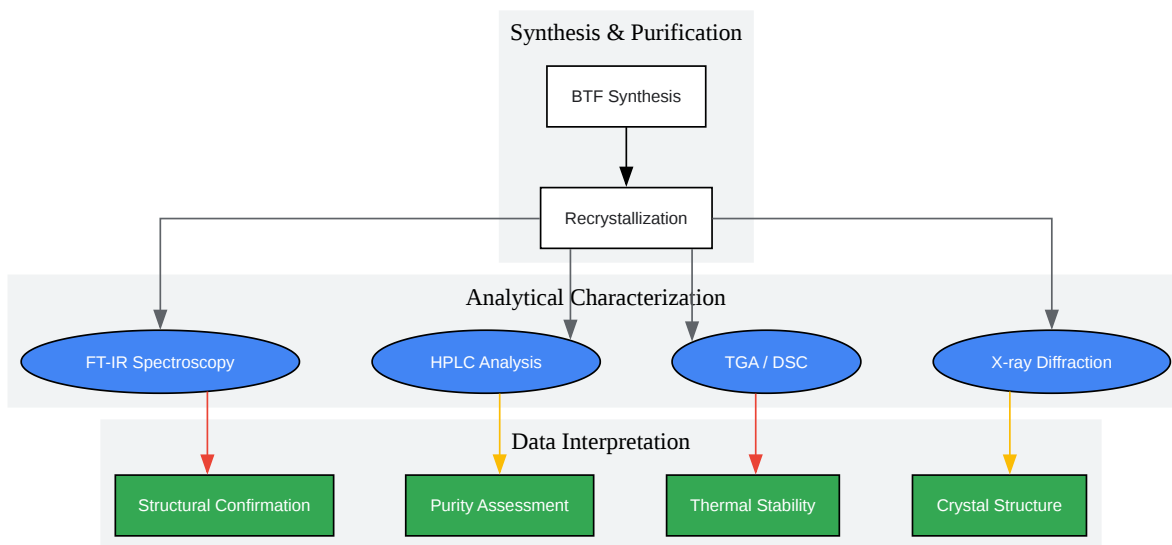 Synthesis & Purification
BTF Synthesis
Recrystallization
Analytical Characterization
FT-IR Spectroscopy
HPLC Analysis
TGA / DSC
X-ray Diffraction
Data Interpretation
Structural Confirmation
Purity Assessment
Thermal Stability
Crystal Structure